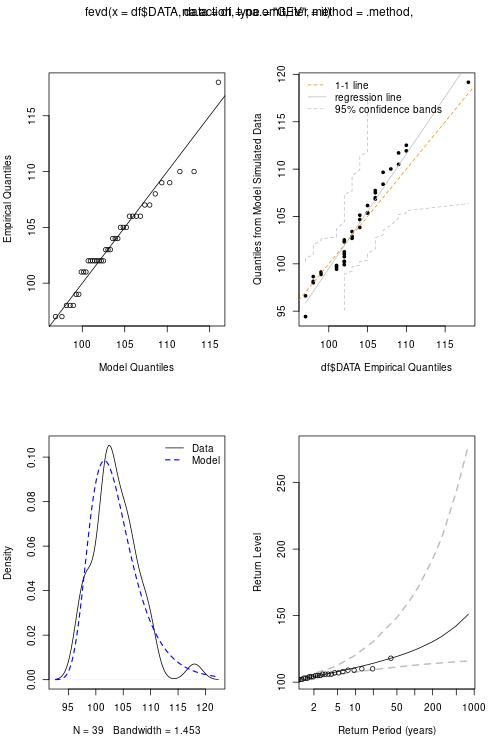 fevd(x = df$DATA,
method = .method,
115
110
105
100
Empirical Quantiles
100 105 110 115
Model Quantiles
120
115
110
105
100
95
Quantiles from Model Simulated Data
1-1 line
regression line
95% confidence bands
100 105 110 115
df$DATA Empirical Quantiles
0.10
0.08
0.06
0.04
0.02
0.00
Density
Data
Model
95 100 105 110 115 120
N = 39 Bandwidth = 1.453
250
200
150
100
Return Level
2 5 10 50 200 1000
Return Period (years)